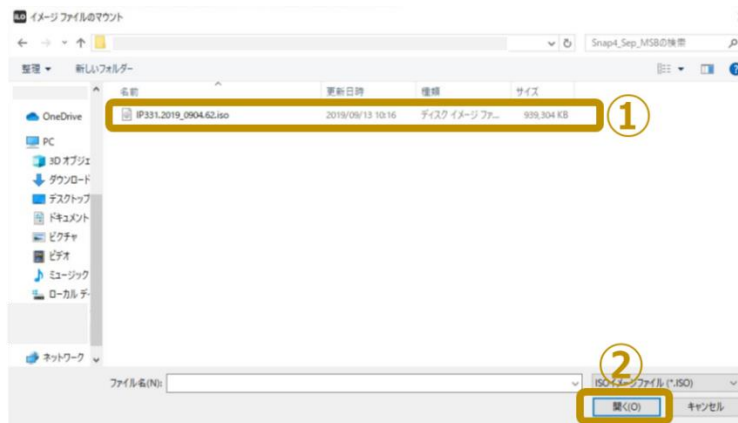 iLO イメージ ファイルのマウント
Snap4_Sep_MSBの検索
整理 新しいフォルダー
名前 更新日時 種類 サイズ
IP331.2019_0904.62.iso 2019/09/13 10:16 ディスク イメージ ファ... 939,304 KB
①
OneDrive
PC
3D オブジェ
ダウンロード
デスクトップ
ドキュメント
ピクチャ
ビデオ
ミュージック
ローカル デ
ネットワーク
②
ファイル名(N):
ISOイメージファイル (*.ISO)
開く(O) キャンセル